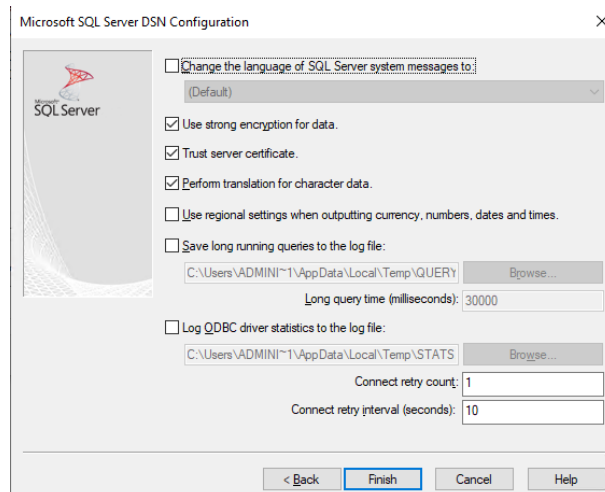 Microsoft SQL Server DSN Configuration
Microsoft
SQL Server
Change the language of SQL Server system messages to:
(Default)
Use strong encryption for data.
Trust server certificate.
Perform translation for character data.
Use regional settings when outputting currency, numbers, dates and times.
Save long running queries to the log file:
C:\Users\ADMINI~1\AppData\Local\Temp\QUERY
Browse...
Long query time (milliseconds):
30000
Log ODBC driver statistics to the log file:
C:\Users\ADMINI~1\AppData\Local\Temp\STATS
Browse...
Connect retry count:
1
Connect retry interval (seconds):
10
< Back
Finish
Cancel
Help